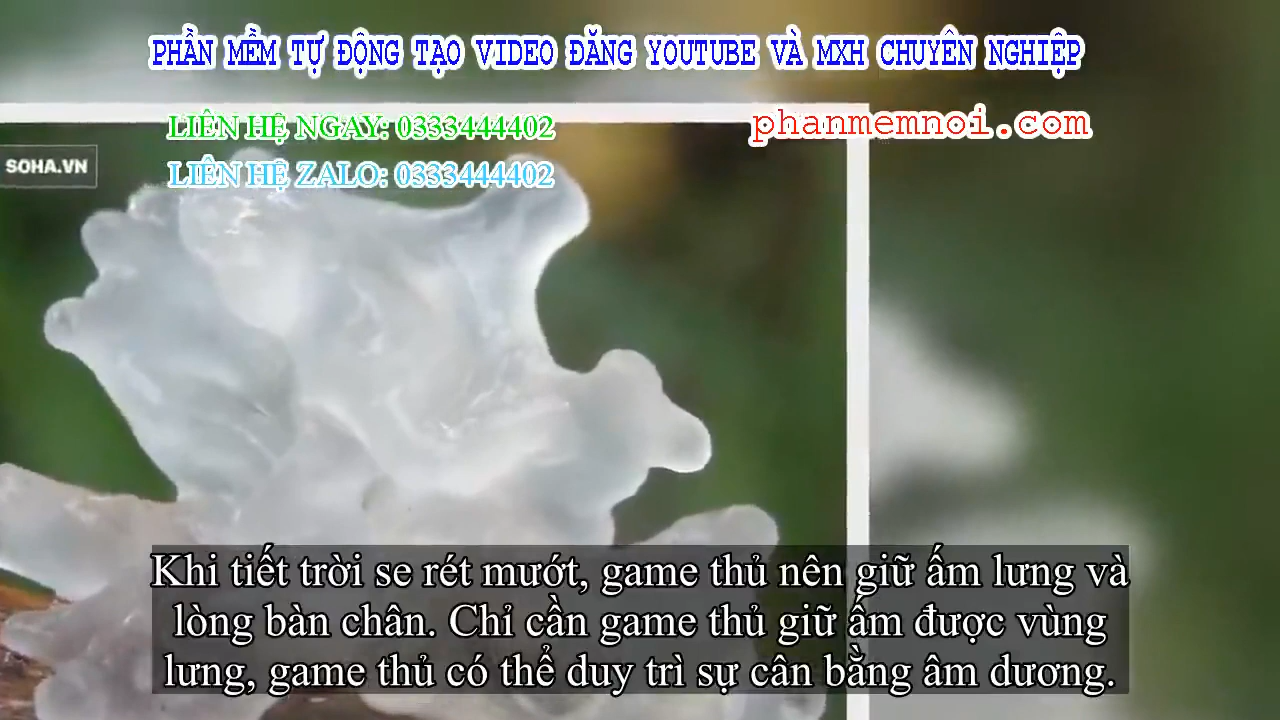 PHẦN MỀM TỰ ĐỘNG TẠO VIDEO ĐĂNG YOUTUBE VÀ MXH CHUYÊN NGHIỆP
LIÊN HỆ NGAY: 0333444402
phanmemnoi.com
SOHA.VN
LIÊN HỆ ZALO: 0333444402
Khi tiết trời se rét mướt, game thủ nên giữ ấm lưng và
lòng bàn chân. Chỉ cần game thủ giữ ấm được vùng
lưng, game thủ có thể duy trì sự cân bằng âm dương.